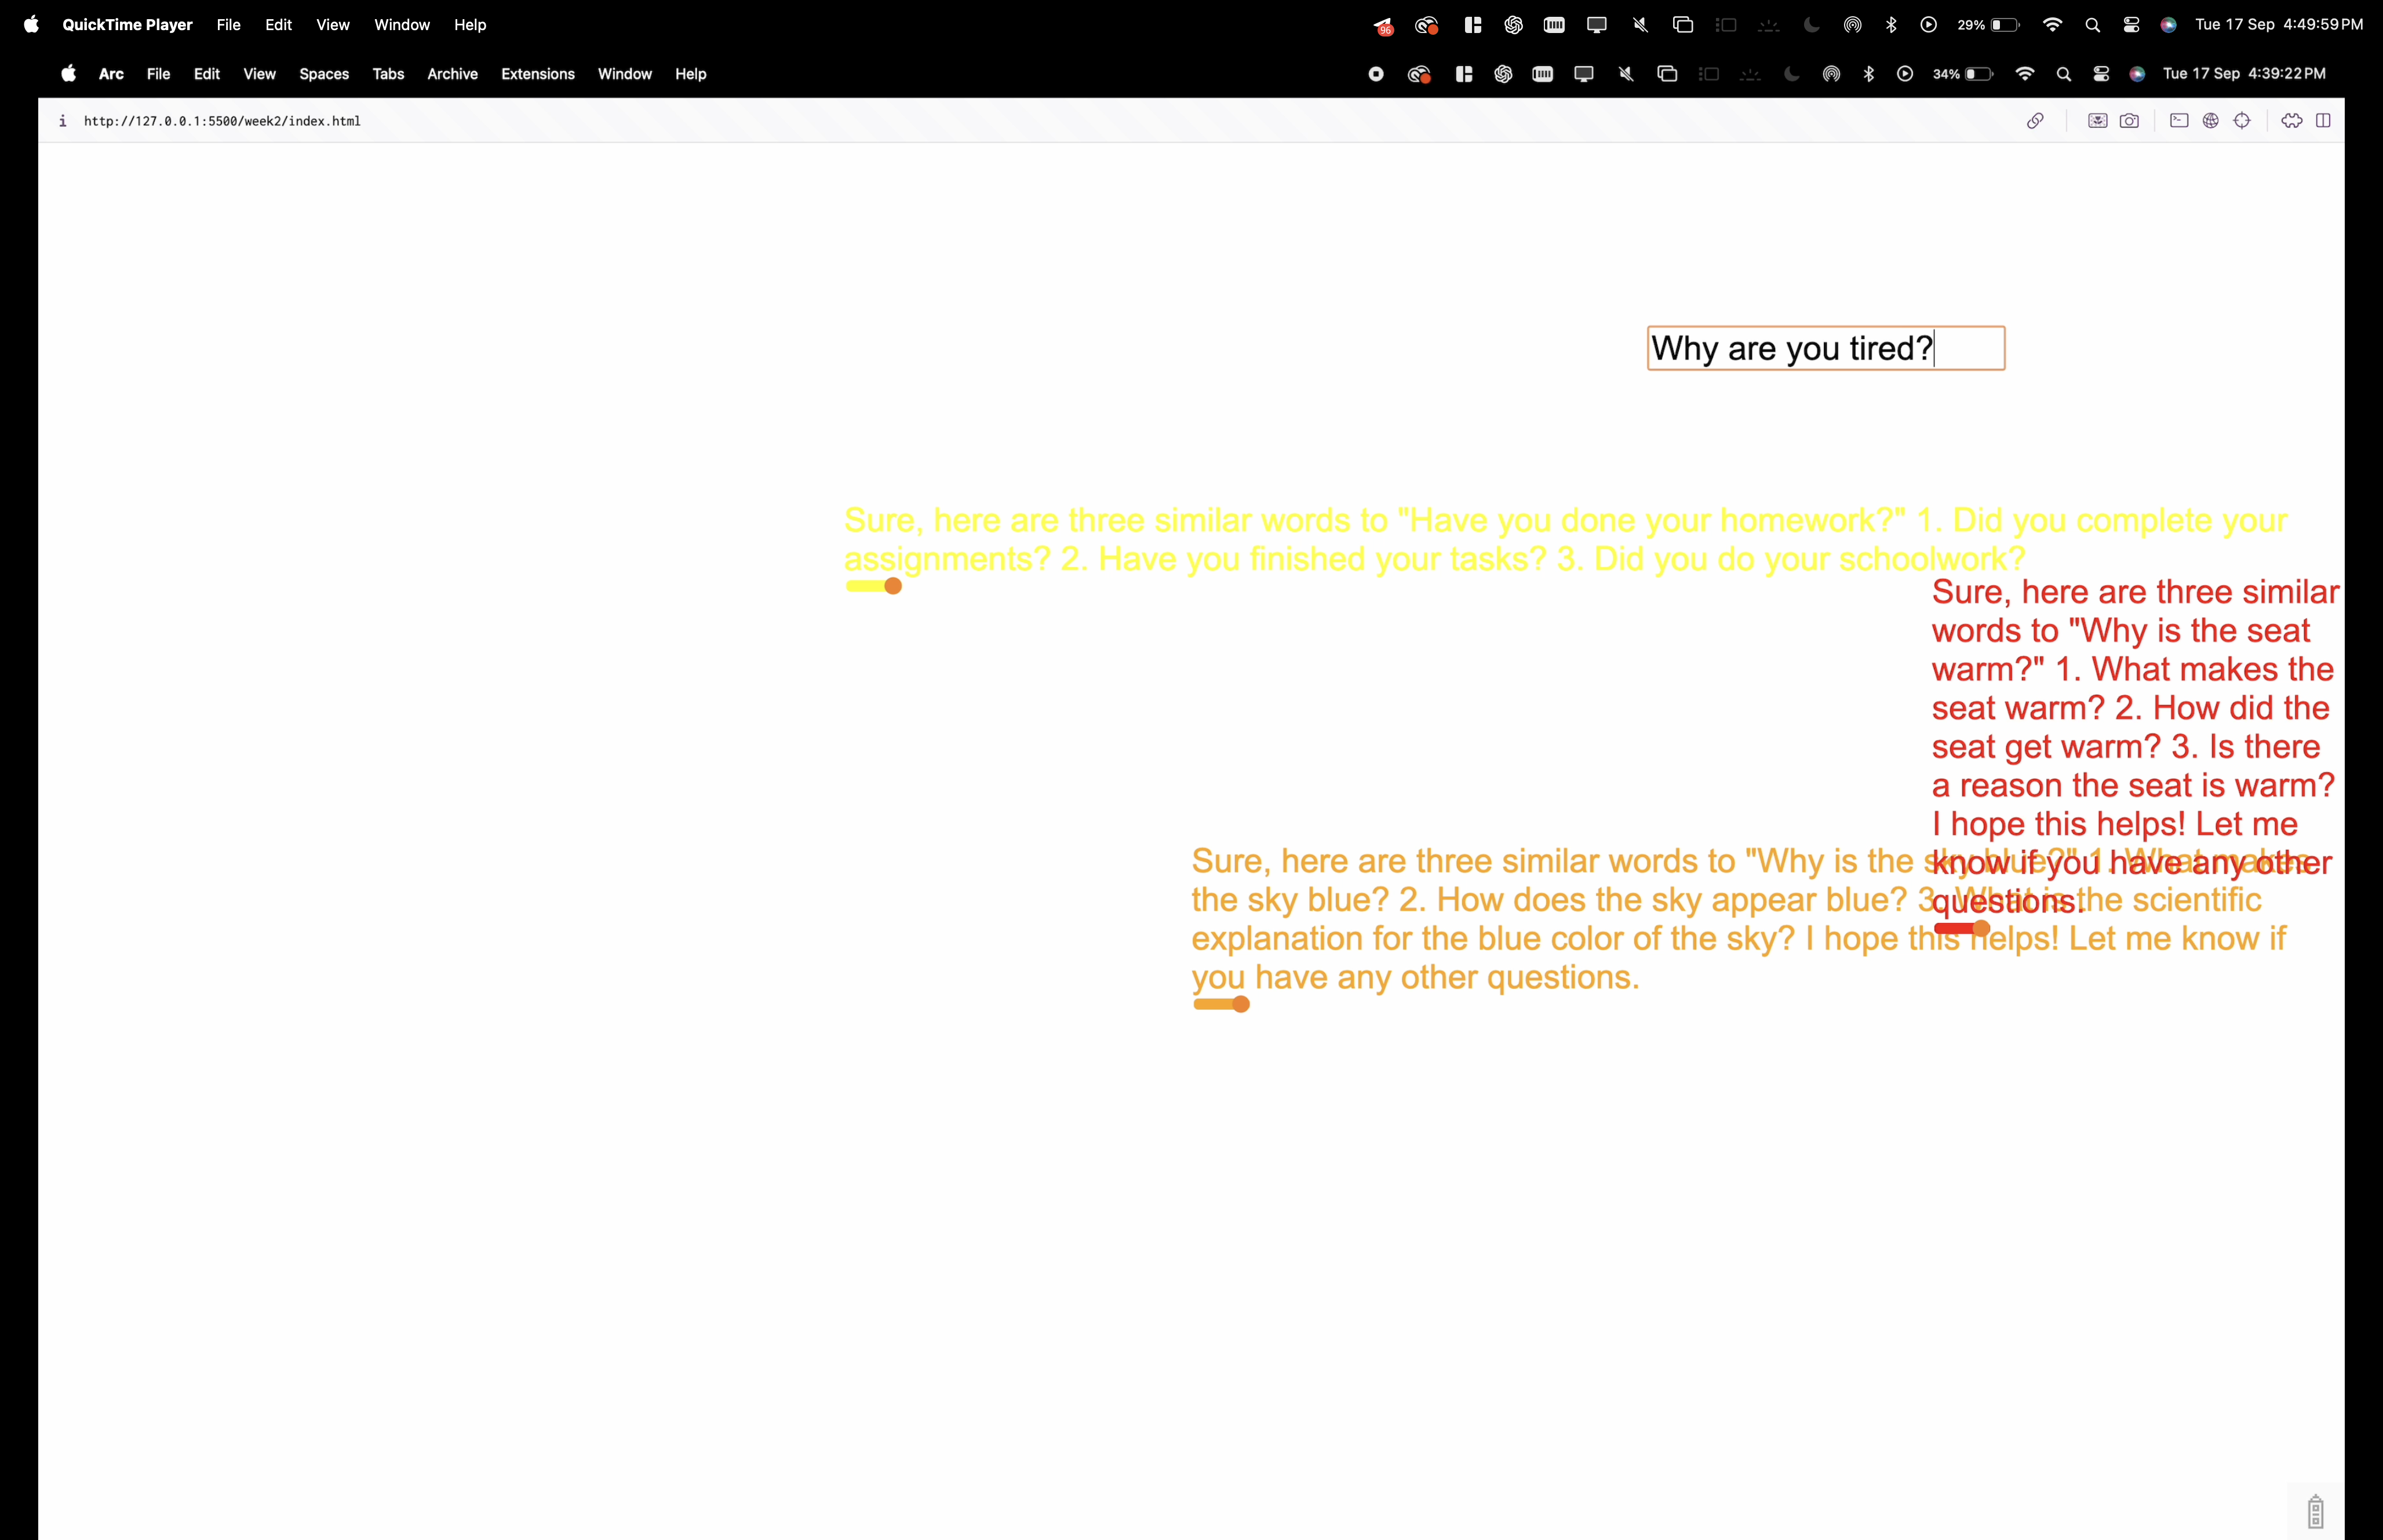 QuickTime Player File Edit View Window Help 96 29% Tue 17 Sep 4:49:59 PM
Arc File Edit View Spaces Tabs Archive Extensions Window Help 34% Tue 17 Sep 4:39:22 PM
i http://127.0.0.1:5500/week2/index.html
Why are you tired?
Sure, here are three similar words to "Have you done your homework?" 1. Did you complete your
assignments? 2. Have you finished your tasks? 3. Did you do your schoolwork?
Sure, here are three similar
words to "Why is the seat
warm?" 1. What makes the
seat warm? 2. How did the
seat get warm? 3. Is there
a reason the seat is warm?
I hope this helps! Let me
know if you have any other
questions.
Sure, here are three similar words to "Why is the sky blue?" 1. What makes
the sky blue? 2. How does the sky appear blue? 3. What is the scientific
explanation for the blue color of the sky? I hope this helps! Let me know if
you have any other questions.